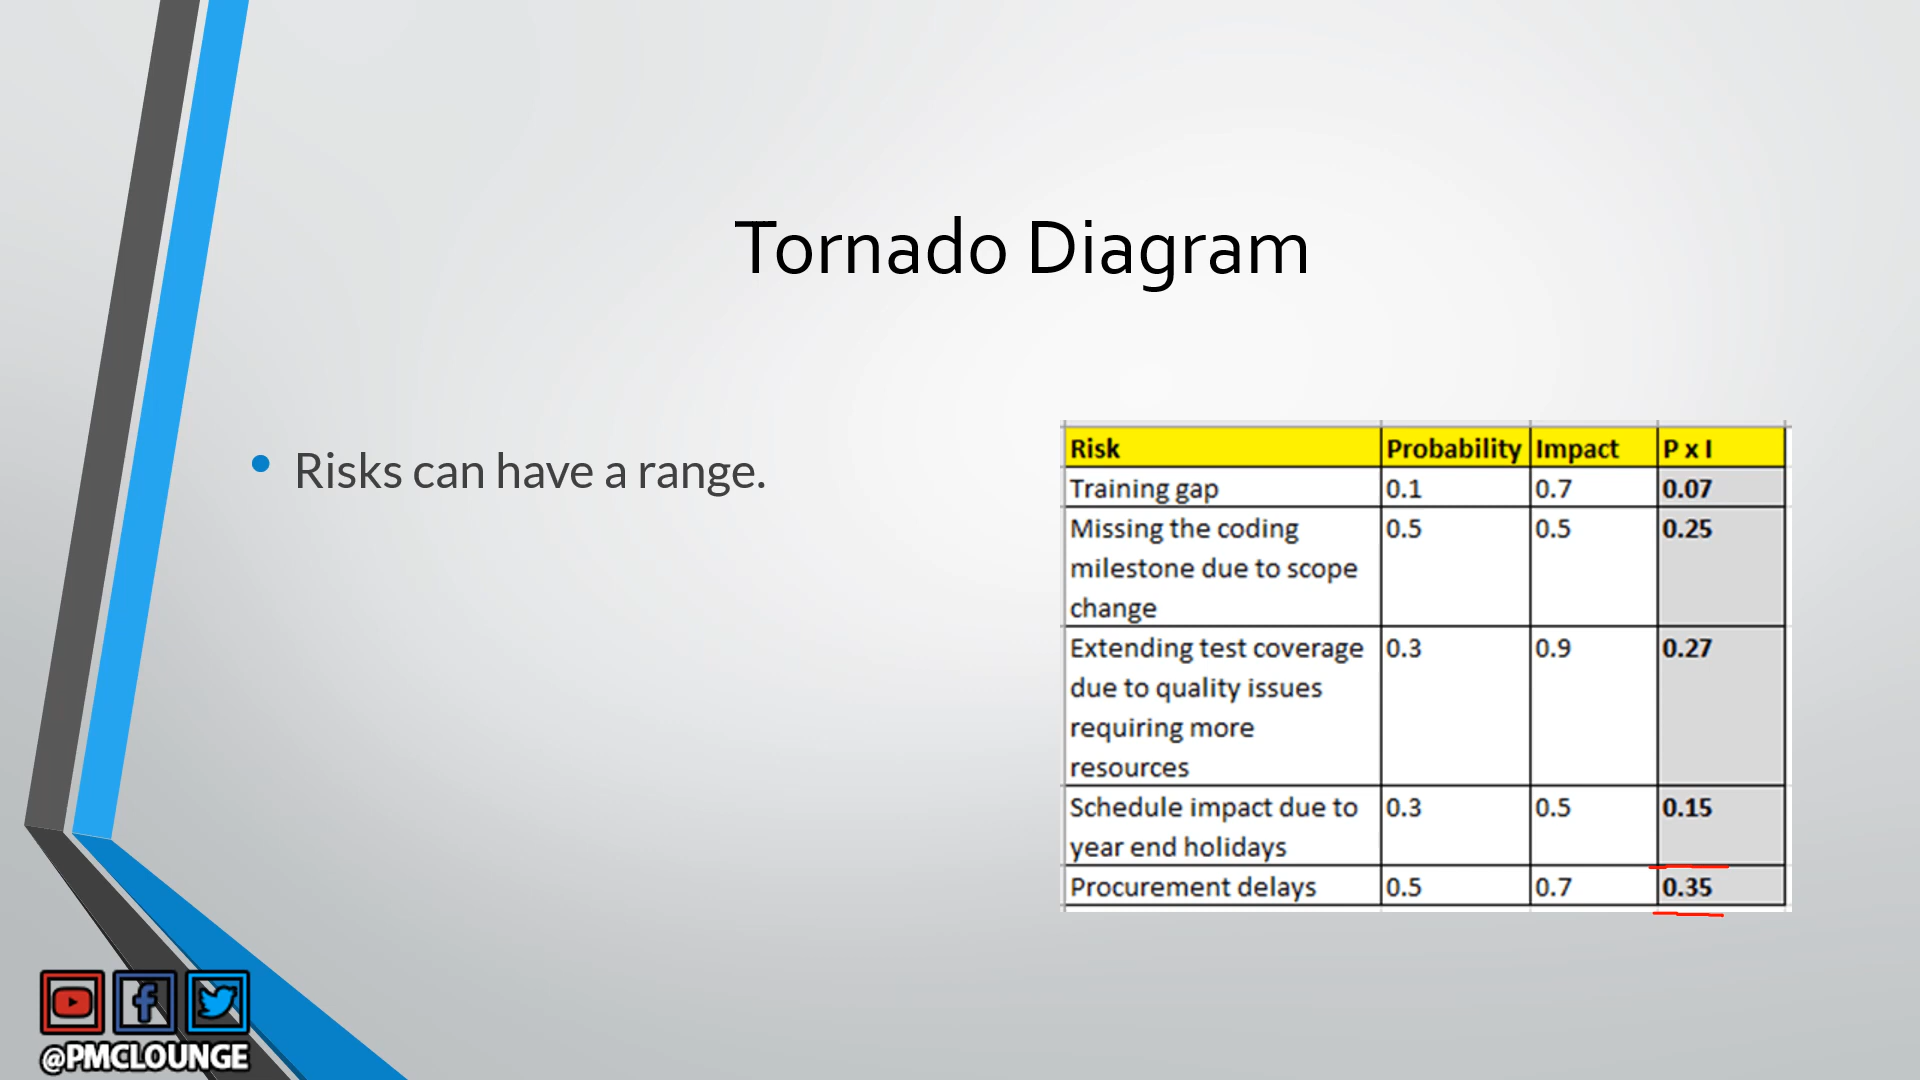 Tornado Diagram
Risks can have a range.
Risk Probability Impact P x I
Training gap 0.1 0.7 0.07
Missing the coding 0.5 0.5 0.25
milestone due to scope
change
Extending test coverage 0.3 0.9 0.27
due to quality issues
requiring more
resources
Schedule impact due to 0.3 0.5 0.15
year end holidays
Procurement delays 0.5 0.7 0.35
@PMCLOUNGE